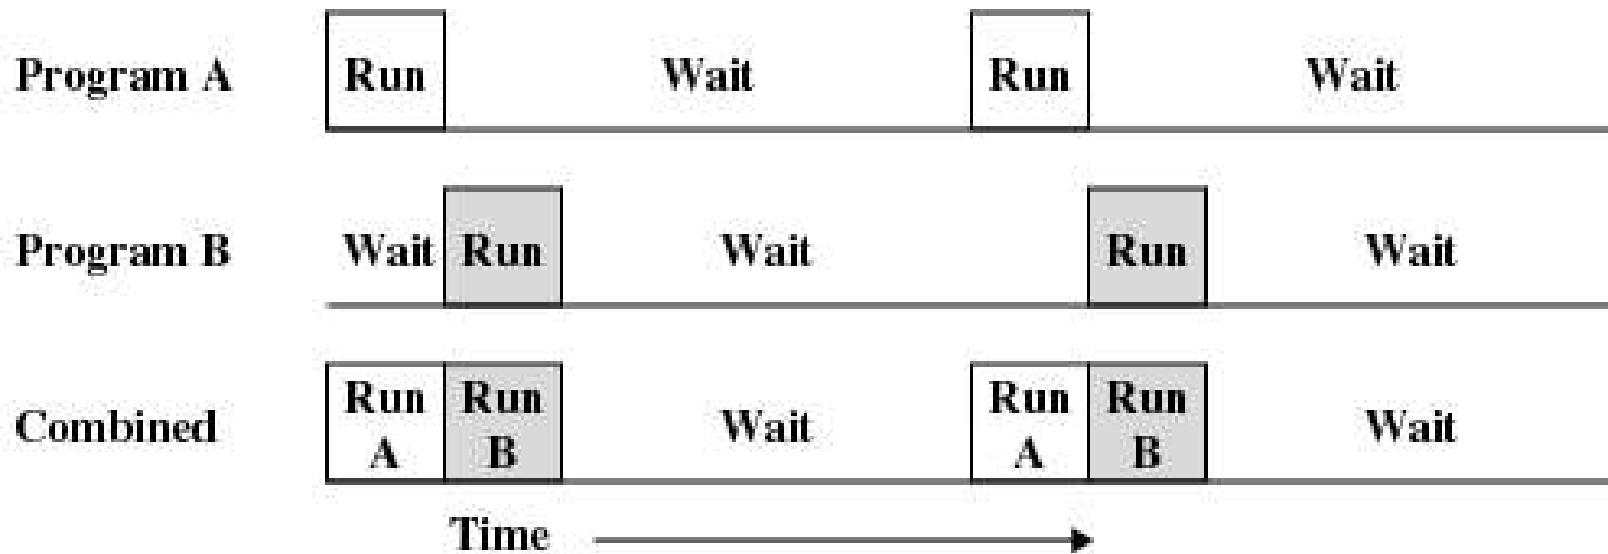 Program A Run Wait Run Wait
Program B Wait Run Wait Run Wait
Combined Run A Run B Wait Run A Run B Wait
Time